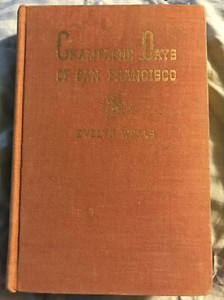 Champagne Days
of San Francisco
Evelyn Wells